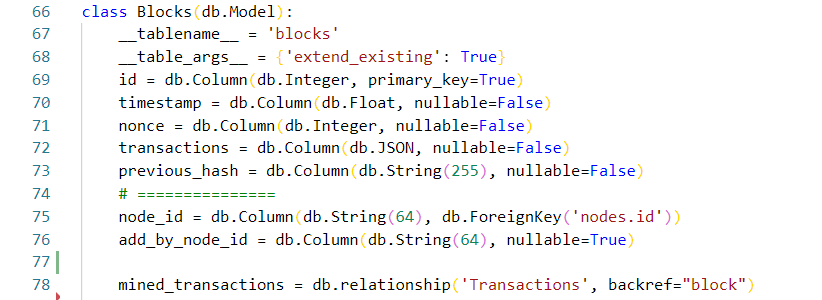 66 class Blocks(db.Model):
67     __tablename__ = 'blocks'
68     __table_args__ = {'extend_existing': True}
69     id = db.Column(db.Integer, primary_key=True)
70     timestamp = db.Column(db.Float, nullable=False)
71     nonce = db.Column(db.Integer, nullable=False)
72     transactions = db.Column(db.JSON, nullable=False)
73     previous_hash = db.Column(db.String(255), nullable=False)
74     # ===============
75     node_id = db.Column(db.String(64), db.ForeignKey('nodes.id'))
76     add_by_node_id = db.Column(db.String(64), nullable=True)
77
78     mined_transactions = db.relationship('Transactions', backref="block")